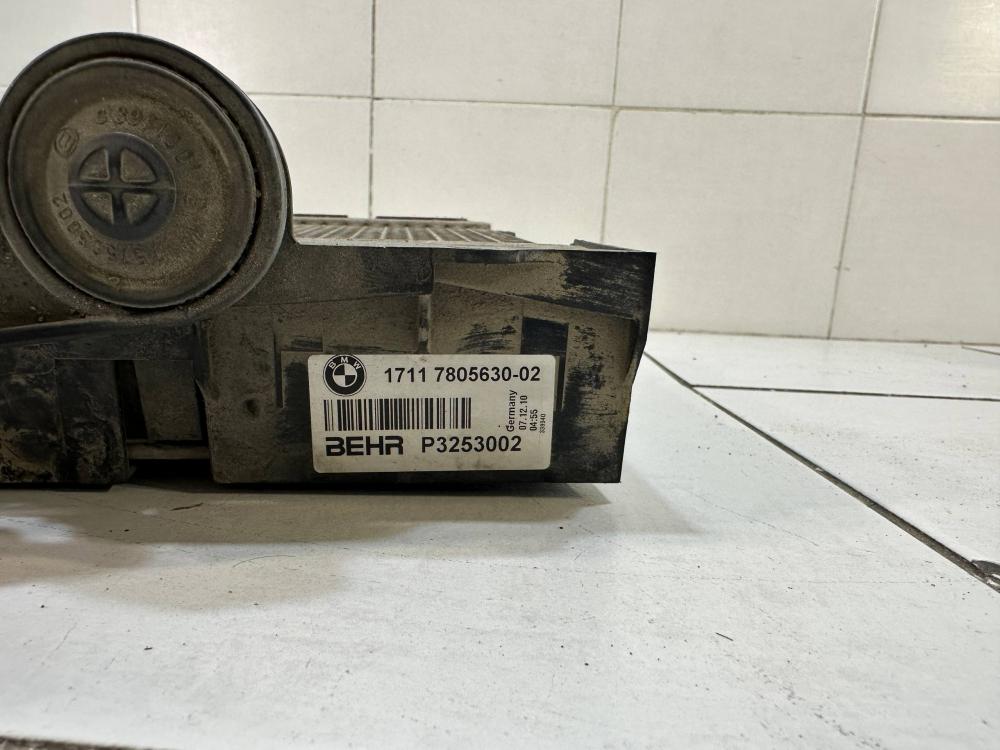 BMW
1711 7805630-02
Germany
07.12.10
04:55
BEHR P3253002